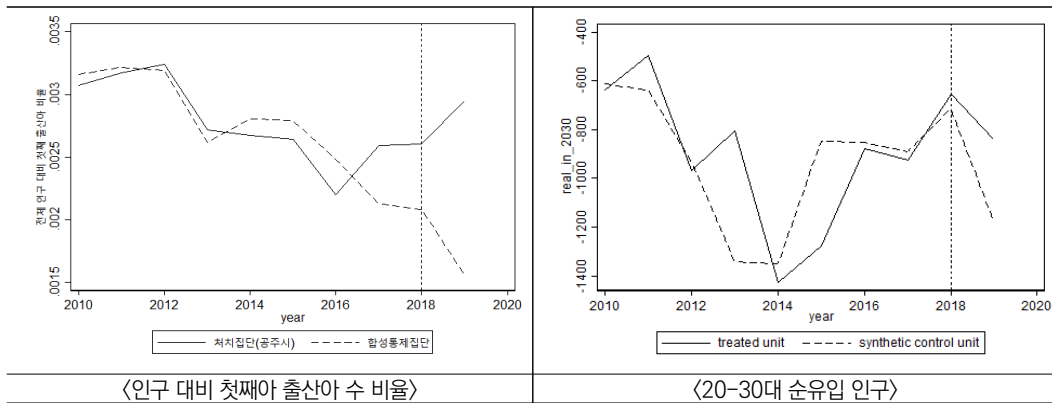 .0035
.003
.0025
.002
.0015
전체 인구 대비 첫째 출산아 비율
2010 2012 2014 2016 2018 2020
year
처치집단(공주시) 합성통제집단
<인구 대비 첫째아 출산아 수 비율>
-400
-600
-800
-1000
-1200
-1400
real_in_2030
2010 2012 2014 2016 2018 2020
year
treated unit synthetic control unit
<20-30대 순유입 인구>